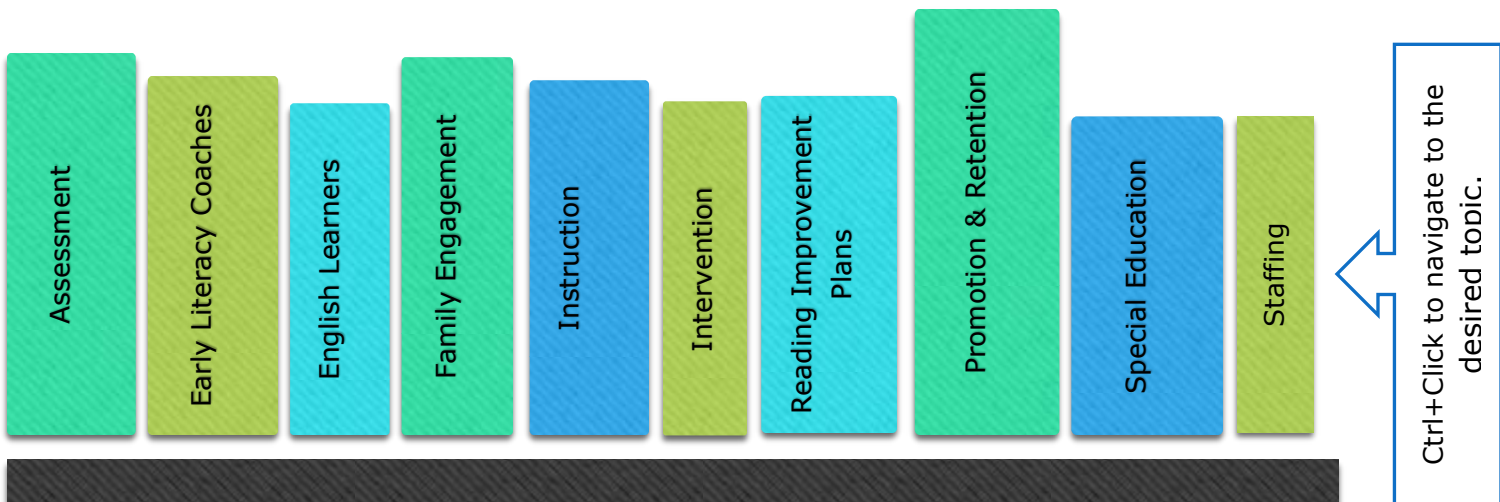 Assessment
Early Literacy Coaches
English Learners
Family Engagement
Instruction
Intervention
Reading Improvement
Plans
Promotion & Retention
Special Education
Staffing
Ctrl+Click to navigate to the
desired topic.